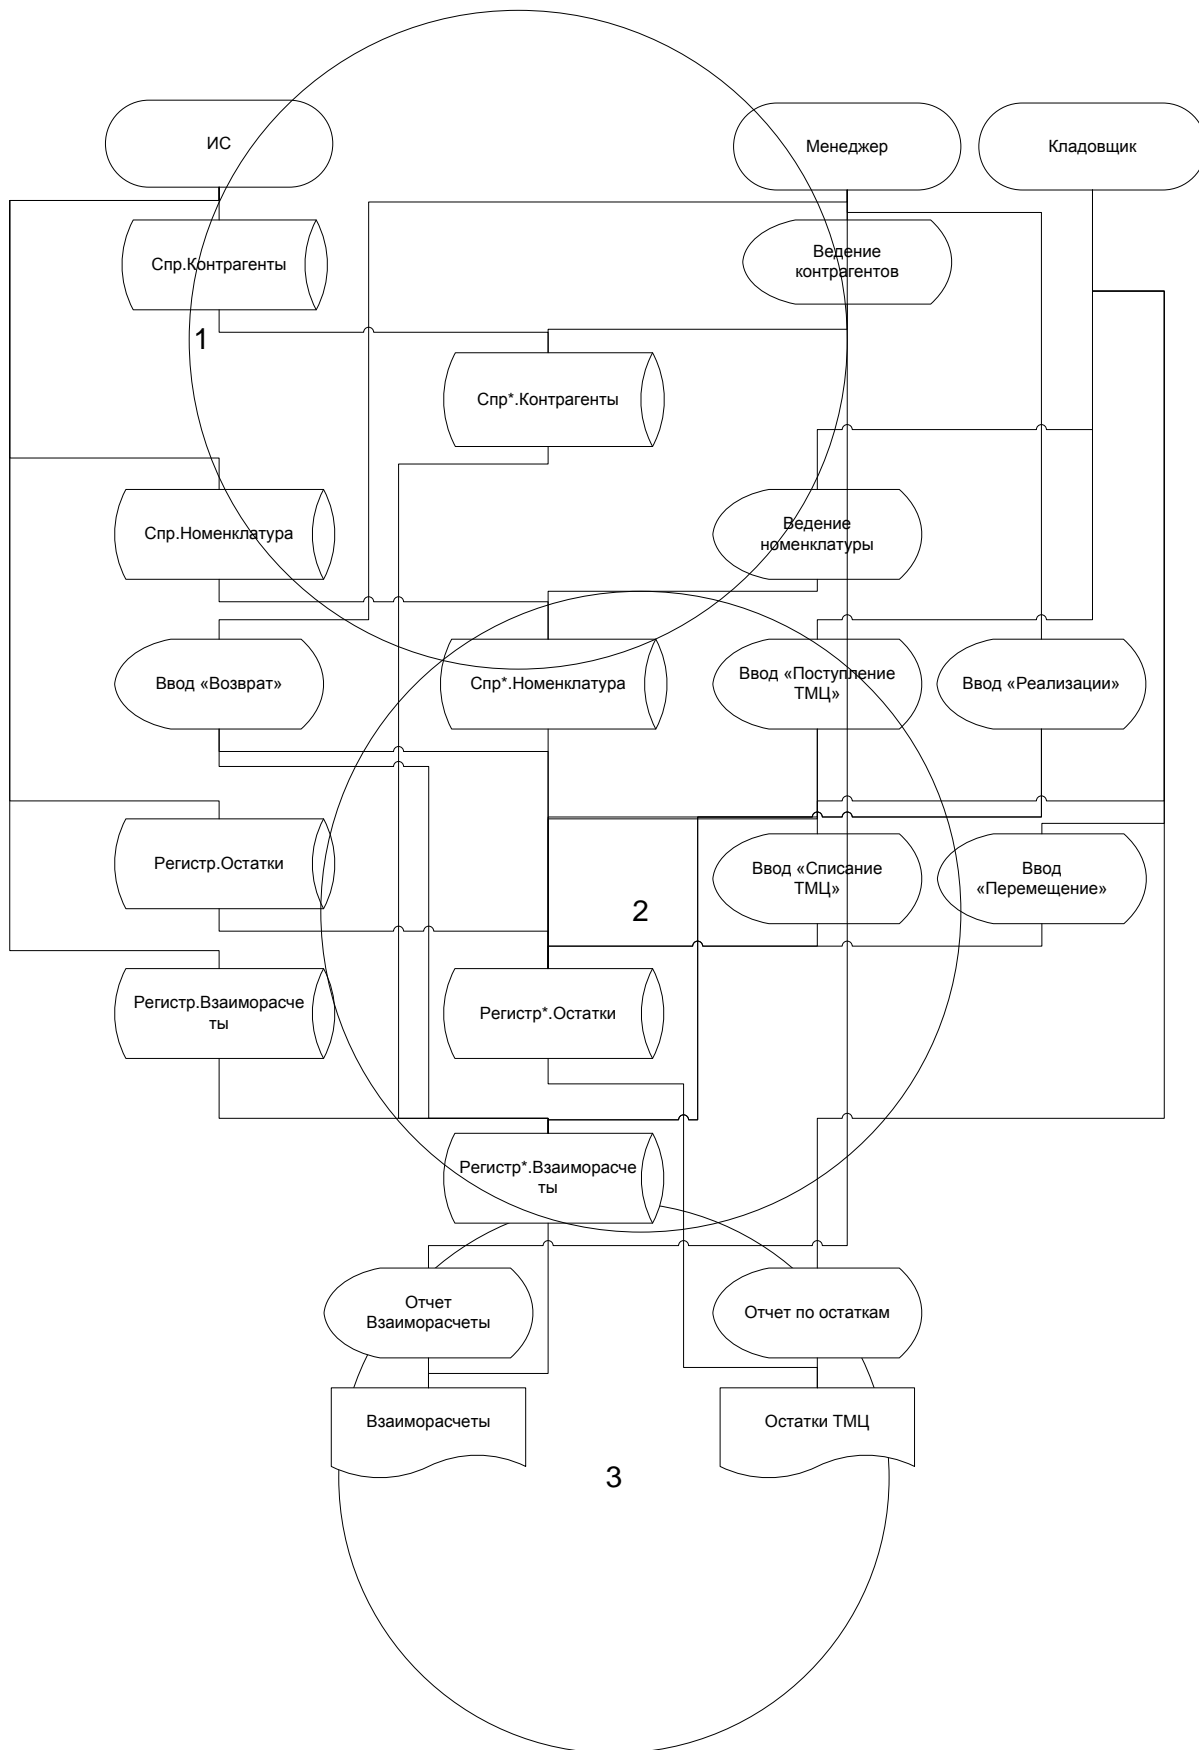 ИС
Менеджер
Кладовщик
Спр.Контрагенты
Ведение
контрагентов
1
Спр*.Контрагенты
Спр.Номенклатура
Ведение
номенклатуры
Ввод «Возврат»
Спр*.Номенклатура
Ввод «Поступление
ТМЦ»
Ввод «Реализации»
Регистр.Остатки
Ввод «Списание
ТМЦ»
Ввод
«Перемещение»
2
Регистр.Взаиморасче
ты
Регистр*.Остатки
Регистр*.Взаиморасче
ты
Отчет
Взаиморасчеты
Отчет по остаткам
Взаиморасчеты
Остатки ТМЦ
3